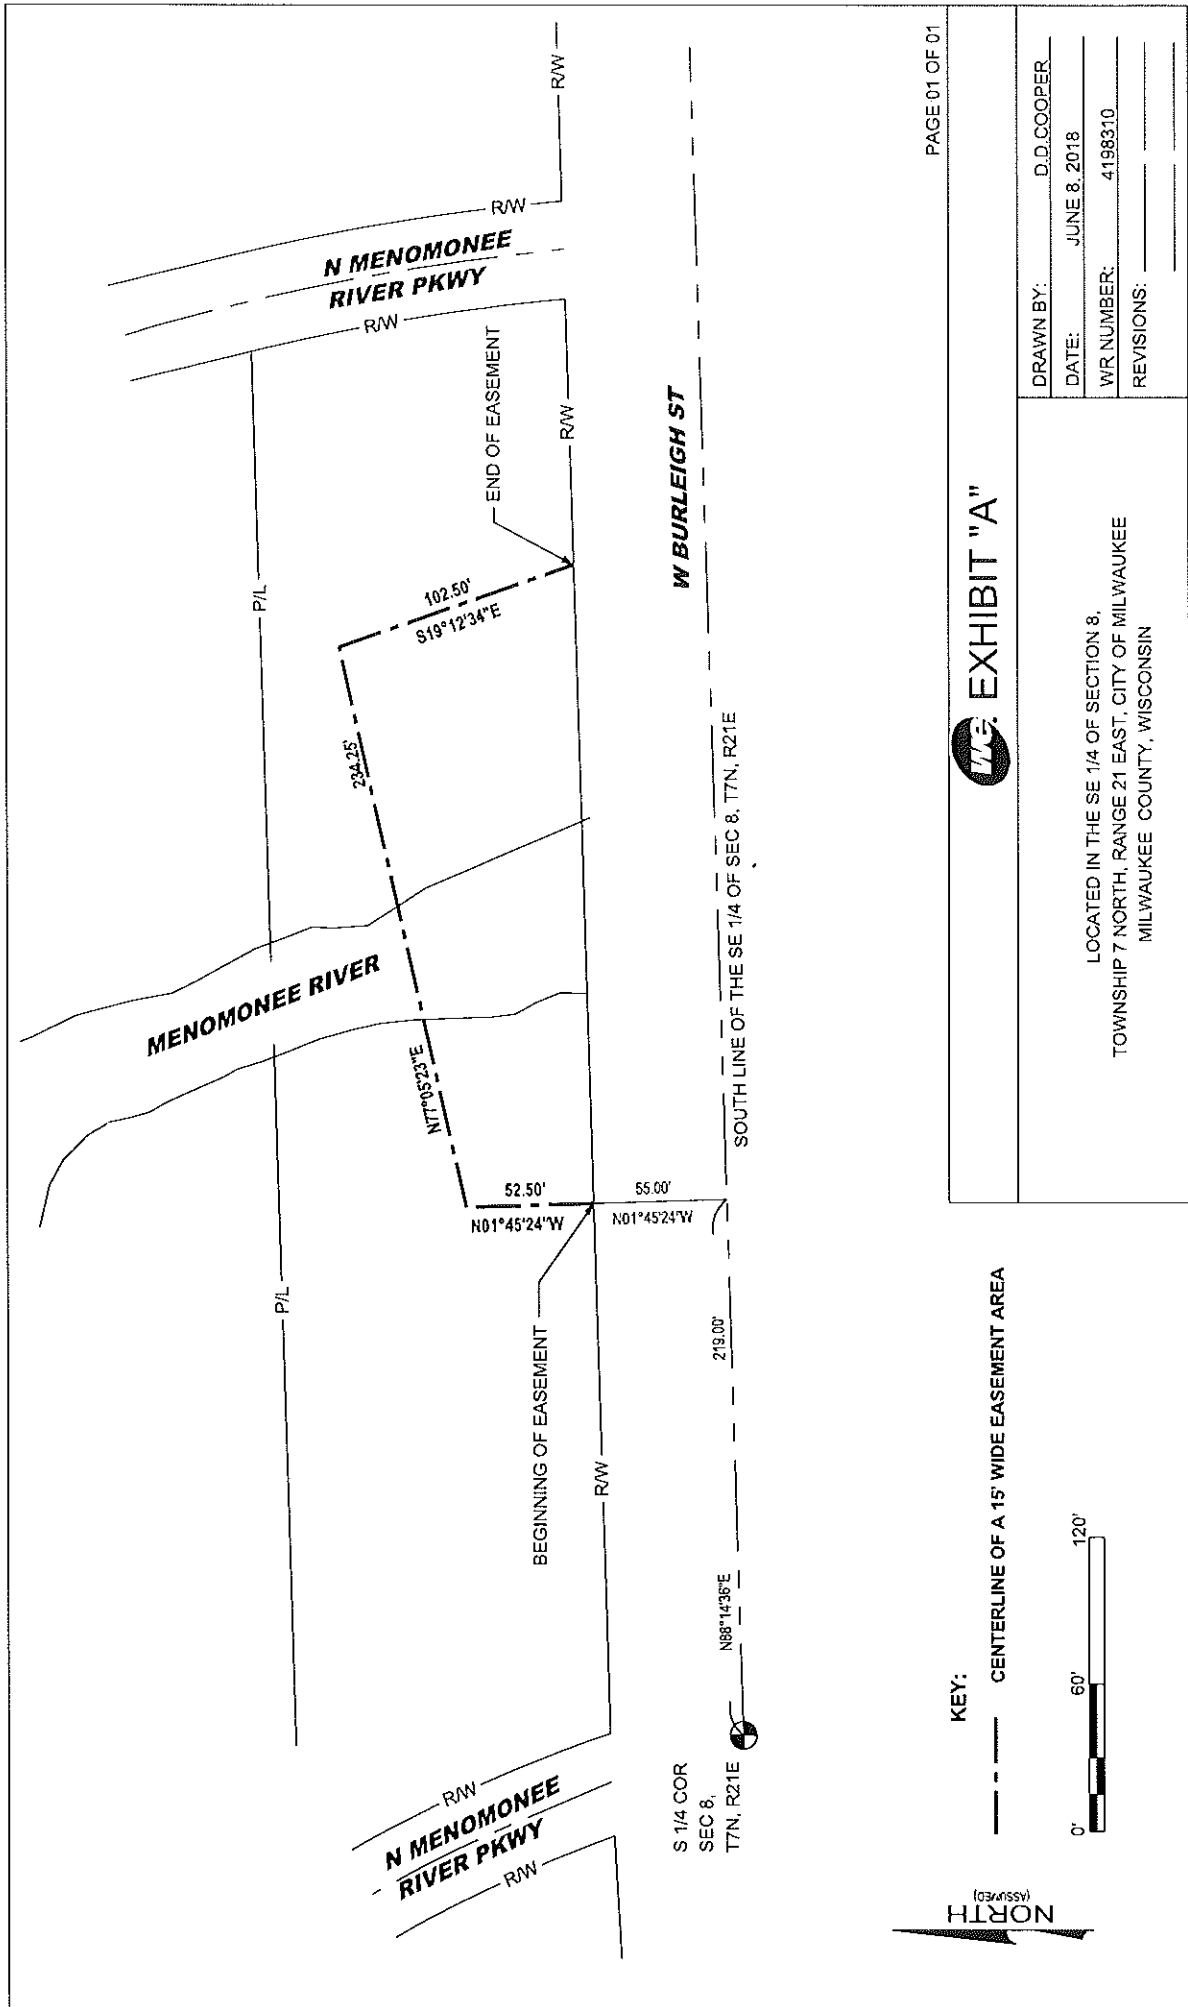 N MENOMONEE
RIVER PKWY
R/W
R/W
P/L
P/L
MENOMONEE RIVER
N MENOMONEE
RIVER PKWY
R/W
R/W
R/W
BEGINNING OF EASEMENT
R/W
52.50'
N01°45'24"W
N77°05'23"E
234.25'
102.50'
S19°12'34"E
END OF EASEMENT
R/W
55.00'
N01°45'24"W
W BURLEIGH ST
S 1/4 COR
SEC 8,
T7N, R21E
N88°14'36"E
219.00'
SOUTH LINE OF THE SE 1/4 OF SEC 8, T7N, R21E
PAGE 01 OF 01
NORTH
(ASSUMED)
KEY:
CENTERLINE OF A 15' WIDE EASEMENT AREA
0'
60'
120'
we. EXHIBIT "A"
LOCATED IN THE SE 1/4 OF SECTION 8,
TOWNSHIP 7 NORTH, RANGE 21 EAST, CITY OF MILWAUKEE
MILWAUKEE COUNTY, WISCONSIN
DRAWN BY: D.D.COOPER
DATE: JUNE 8, 2018
WR NUMBER: 4198310
REVISIONS: